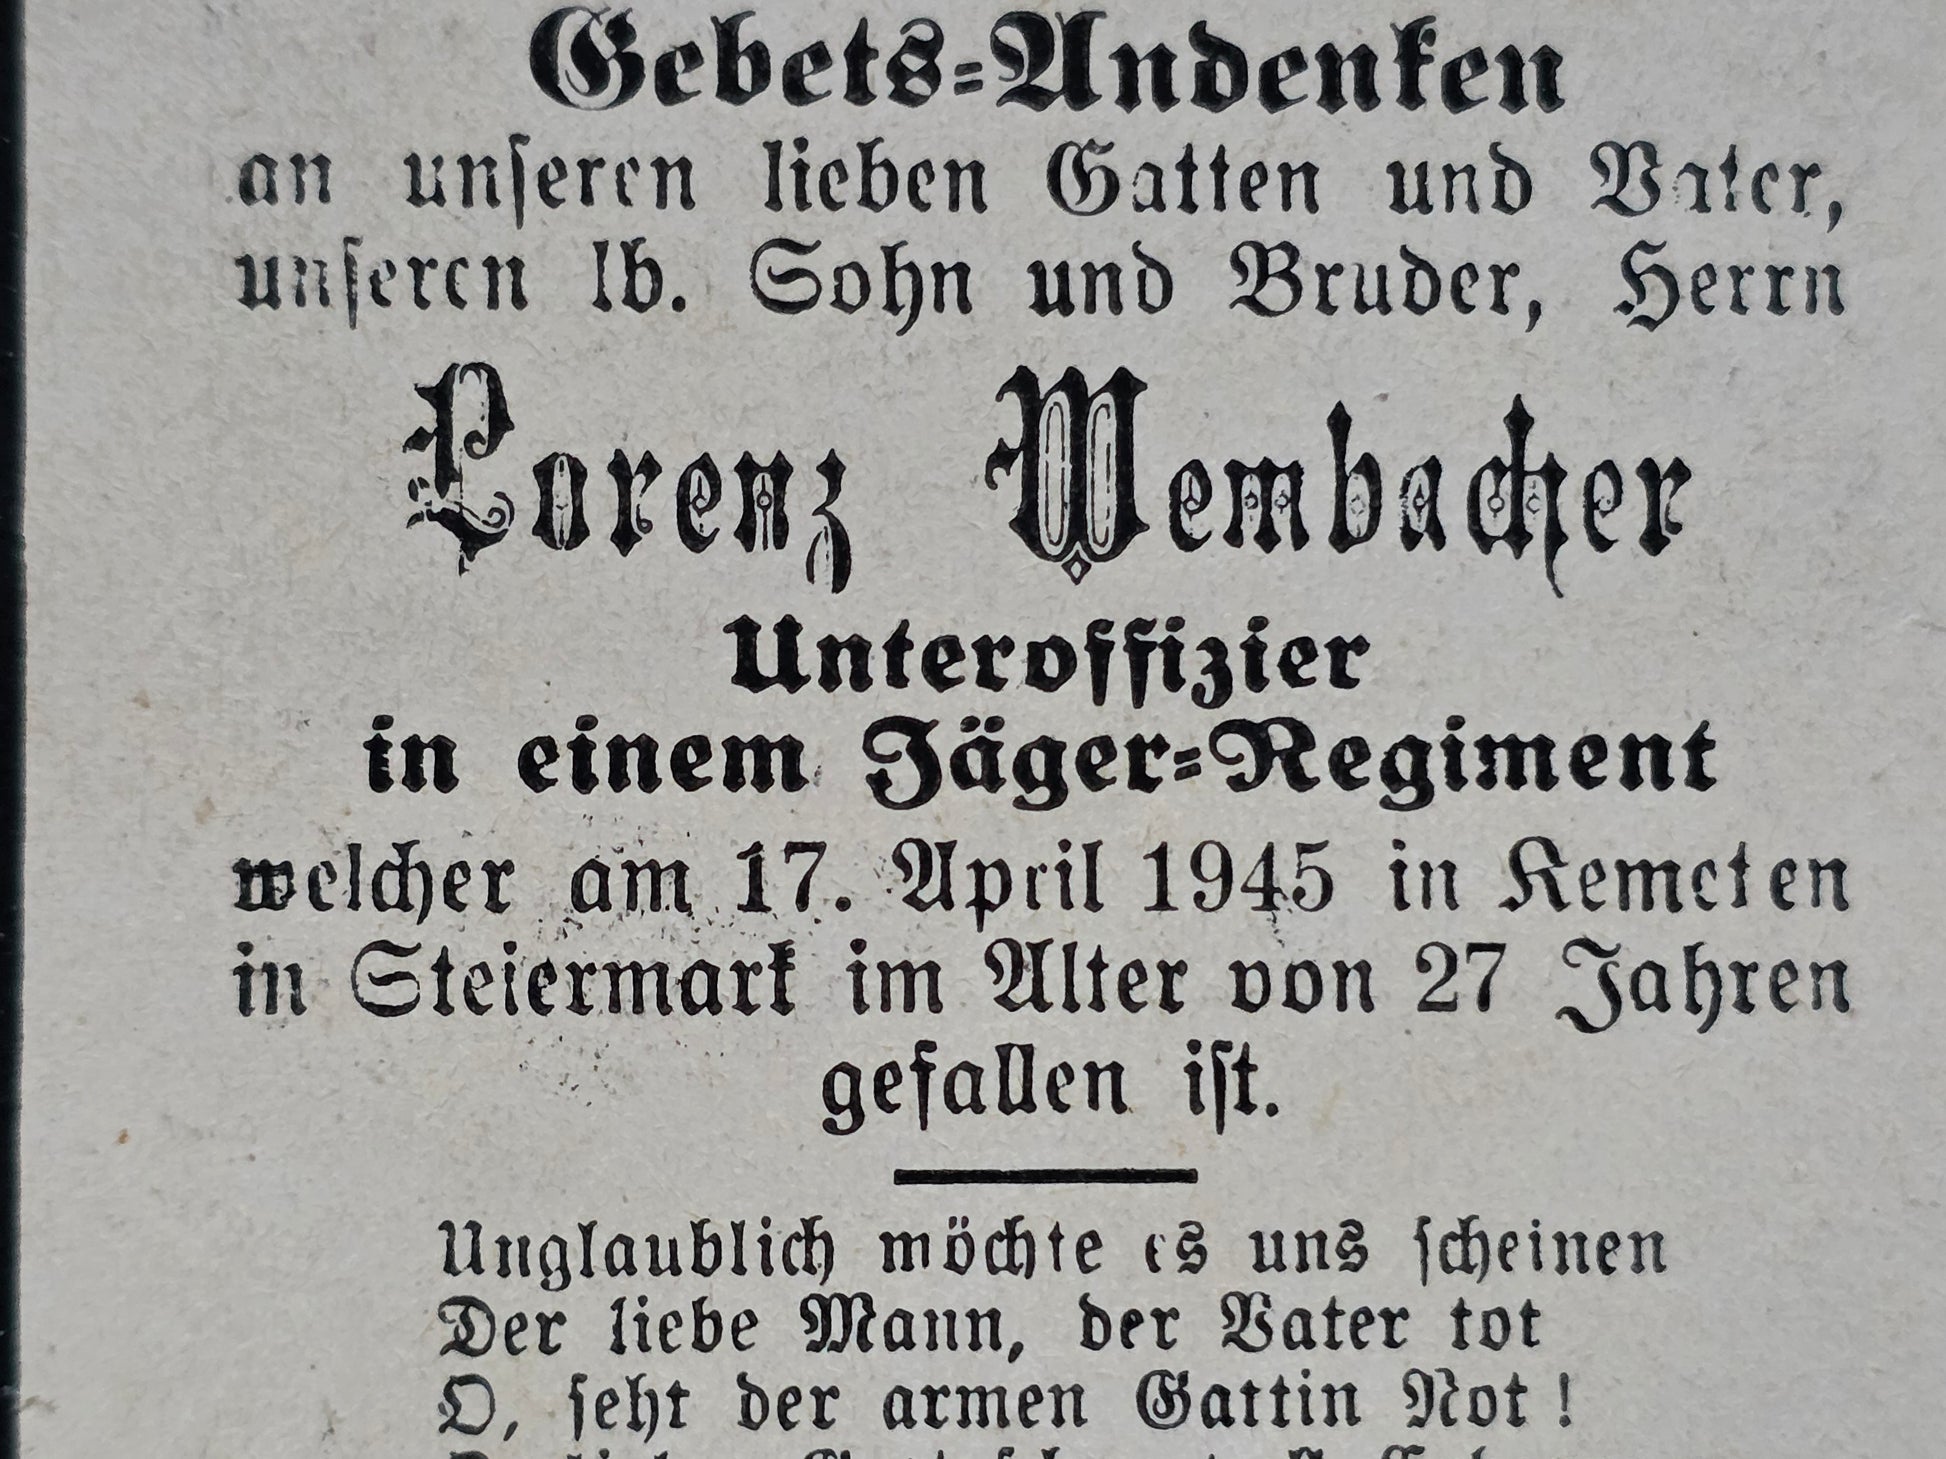 Gebets-Andenken
an unseren lieben Gatten und Vater,
unseren lb. Sohn und Bruder, Herrn
Lorenz Wembacher
Unteroffizier
in einem Jäger-Regiment
welcher am 17. April 1945 in Kemeten
in Steiermark im Alter von 27 Jahren
gefallen ist.
Unglaublich möchte es uns scheinen
Der liebe Mann, der Vater tot
O, seht der armen Gattin Not!